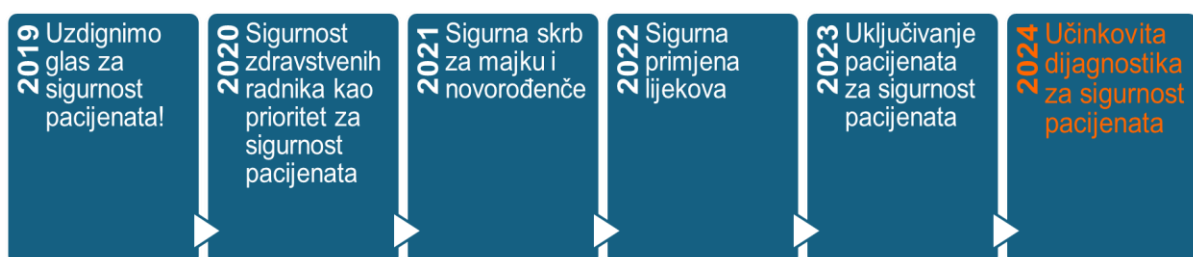 2019
Uzdignimo
glas za
sigurnost
pacijenata!
2020
Sigurnost
zdravstvenih
radnika kao
prioritet za
sigurnost
pacijenata
2021
Sigurna skrb
za majku i
novorođenče
2022
Sigurna
primjena
lijekova
2023
Uključivanje
pacijenata
za sigurnost
pacijenata
2024
Učinkovita
dijagnostika
za sigurnost
pacijenata